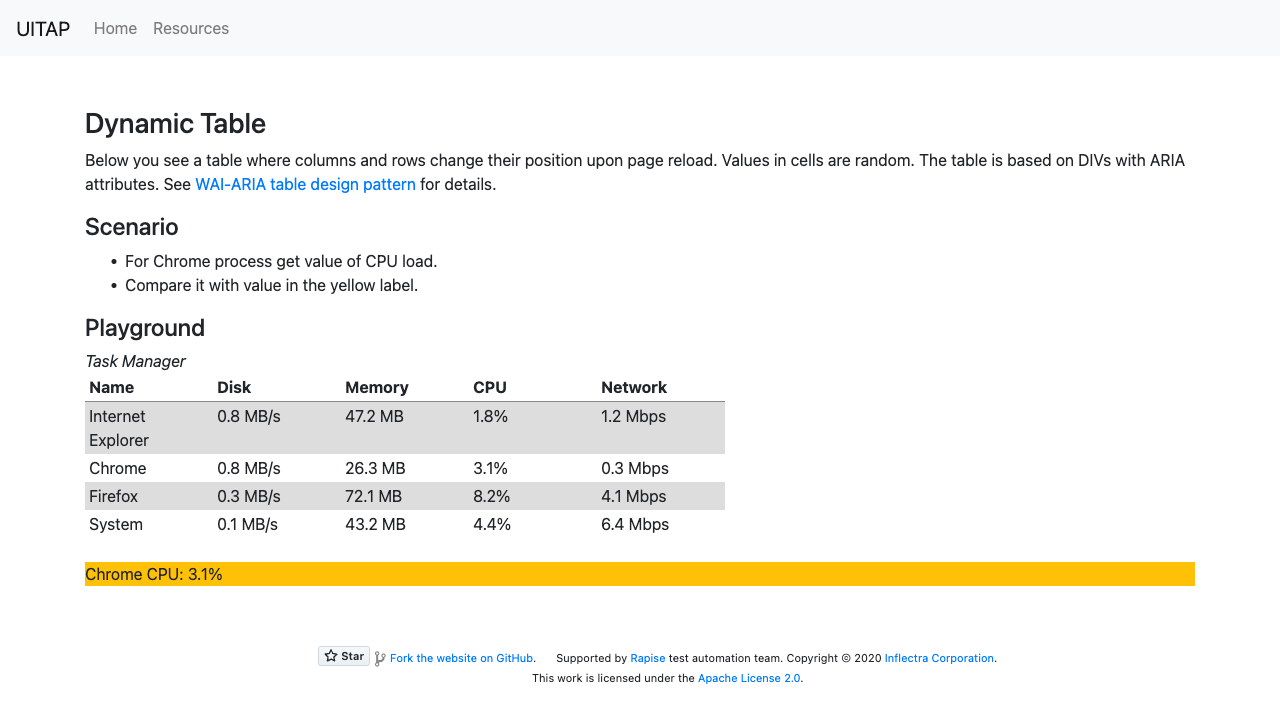 UITAP Home Resources
Dynamic Table
Below you see a table where columns and rows change their position upon page reload. Values in cells are random. The table is based on DIVs with ARIA
attributes. See WAI-ARIA table design pattern for details.
Scenario
• For Chrome process get value of CPU load.
• Compare it with value in the yellow label.
Playground
Task Manager
Name Disk Memory CPU Network
Internet Explorer 0.8 MB/s 47.2 MB 1.8% 1.2 Mbps
Chrome 0.8 MB/s 26.3 MB 3.1% 0.3 Mbps
Firefox 0.3 MB/s 72.1 MB 8.2% 4.1 Mbps
System 0.1 MB/s 43.2 MB 4.4% 6.4 Mbps
Chrome CPU: 3.1%
Star Fork the website on GitHub. Supported by Rapise test automation team. Copyright © 2020 Inflectra Corporation.
This work is licensed under the Apache License 2.0.